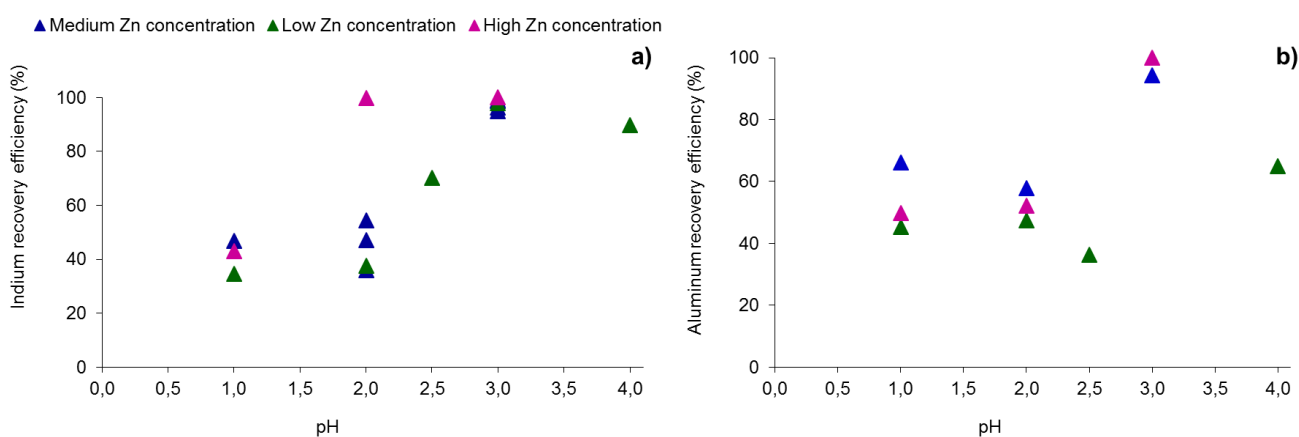 Medium Zn concentration Low Zn concentration High Zn concentration
a)
Indium recovery efficiency (%)
100
80
60
40
20
0
0,0 0,5 1,0 1,5 2,0 2,5 3,0 3,5 4,0
pH
b)
Aluminum recovery efficiency (%)
100
80
60
40
20
0
0,0 0,5 1,0 1,5 2,0 2,5 3,0 3,5 4,0
pH